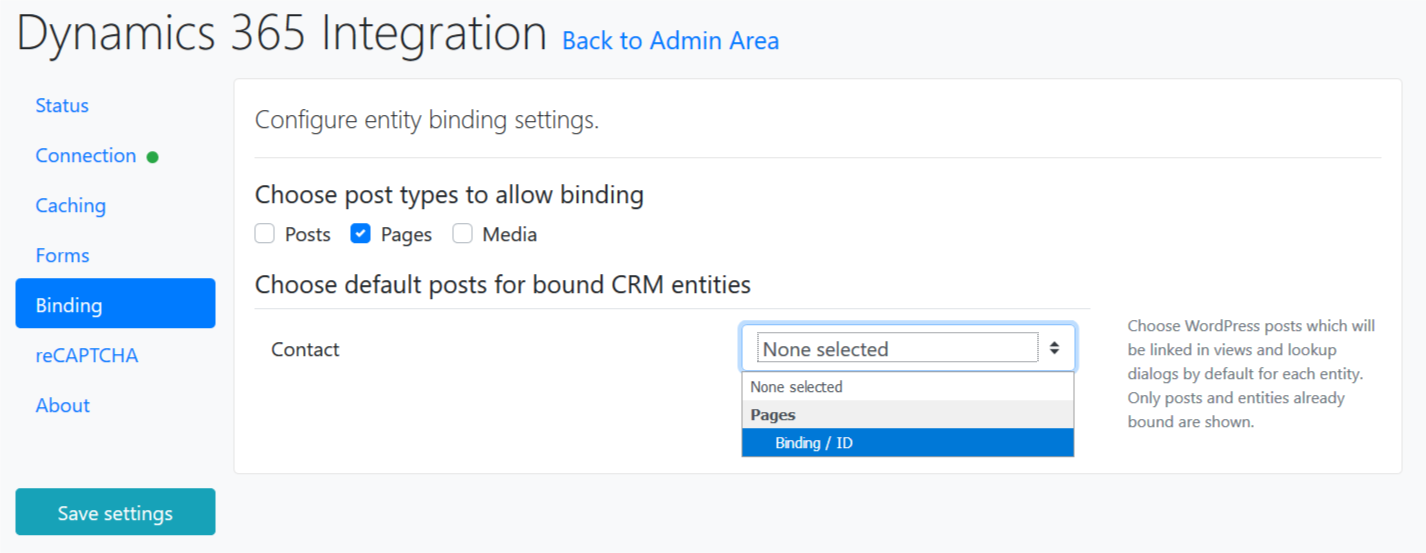 Dynamics 365 Integration Back to Admin Area
Status
Connection
Caching
Forms
Binding
reCAPTCHA
About
Save settings
Configure entity binding settings.
Choose post types to allow binding
Posts Pages Media
Choose default posts for bound CRM entities
Contact
None selected
None selected
Pages
Binding / ID
Choose WordPress posts which will
be linked in views and lookup
dialogs by default for each entity.
Only posts and entities already
bound are shown.